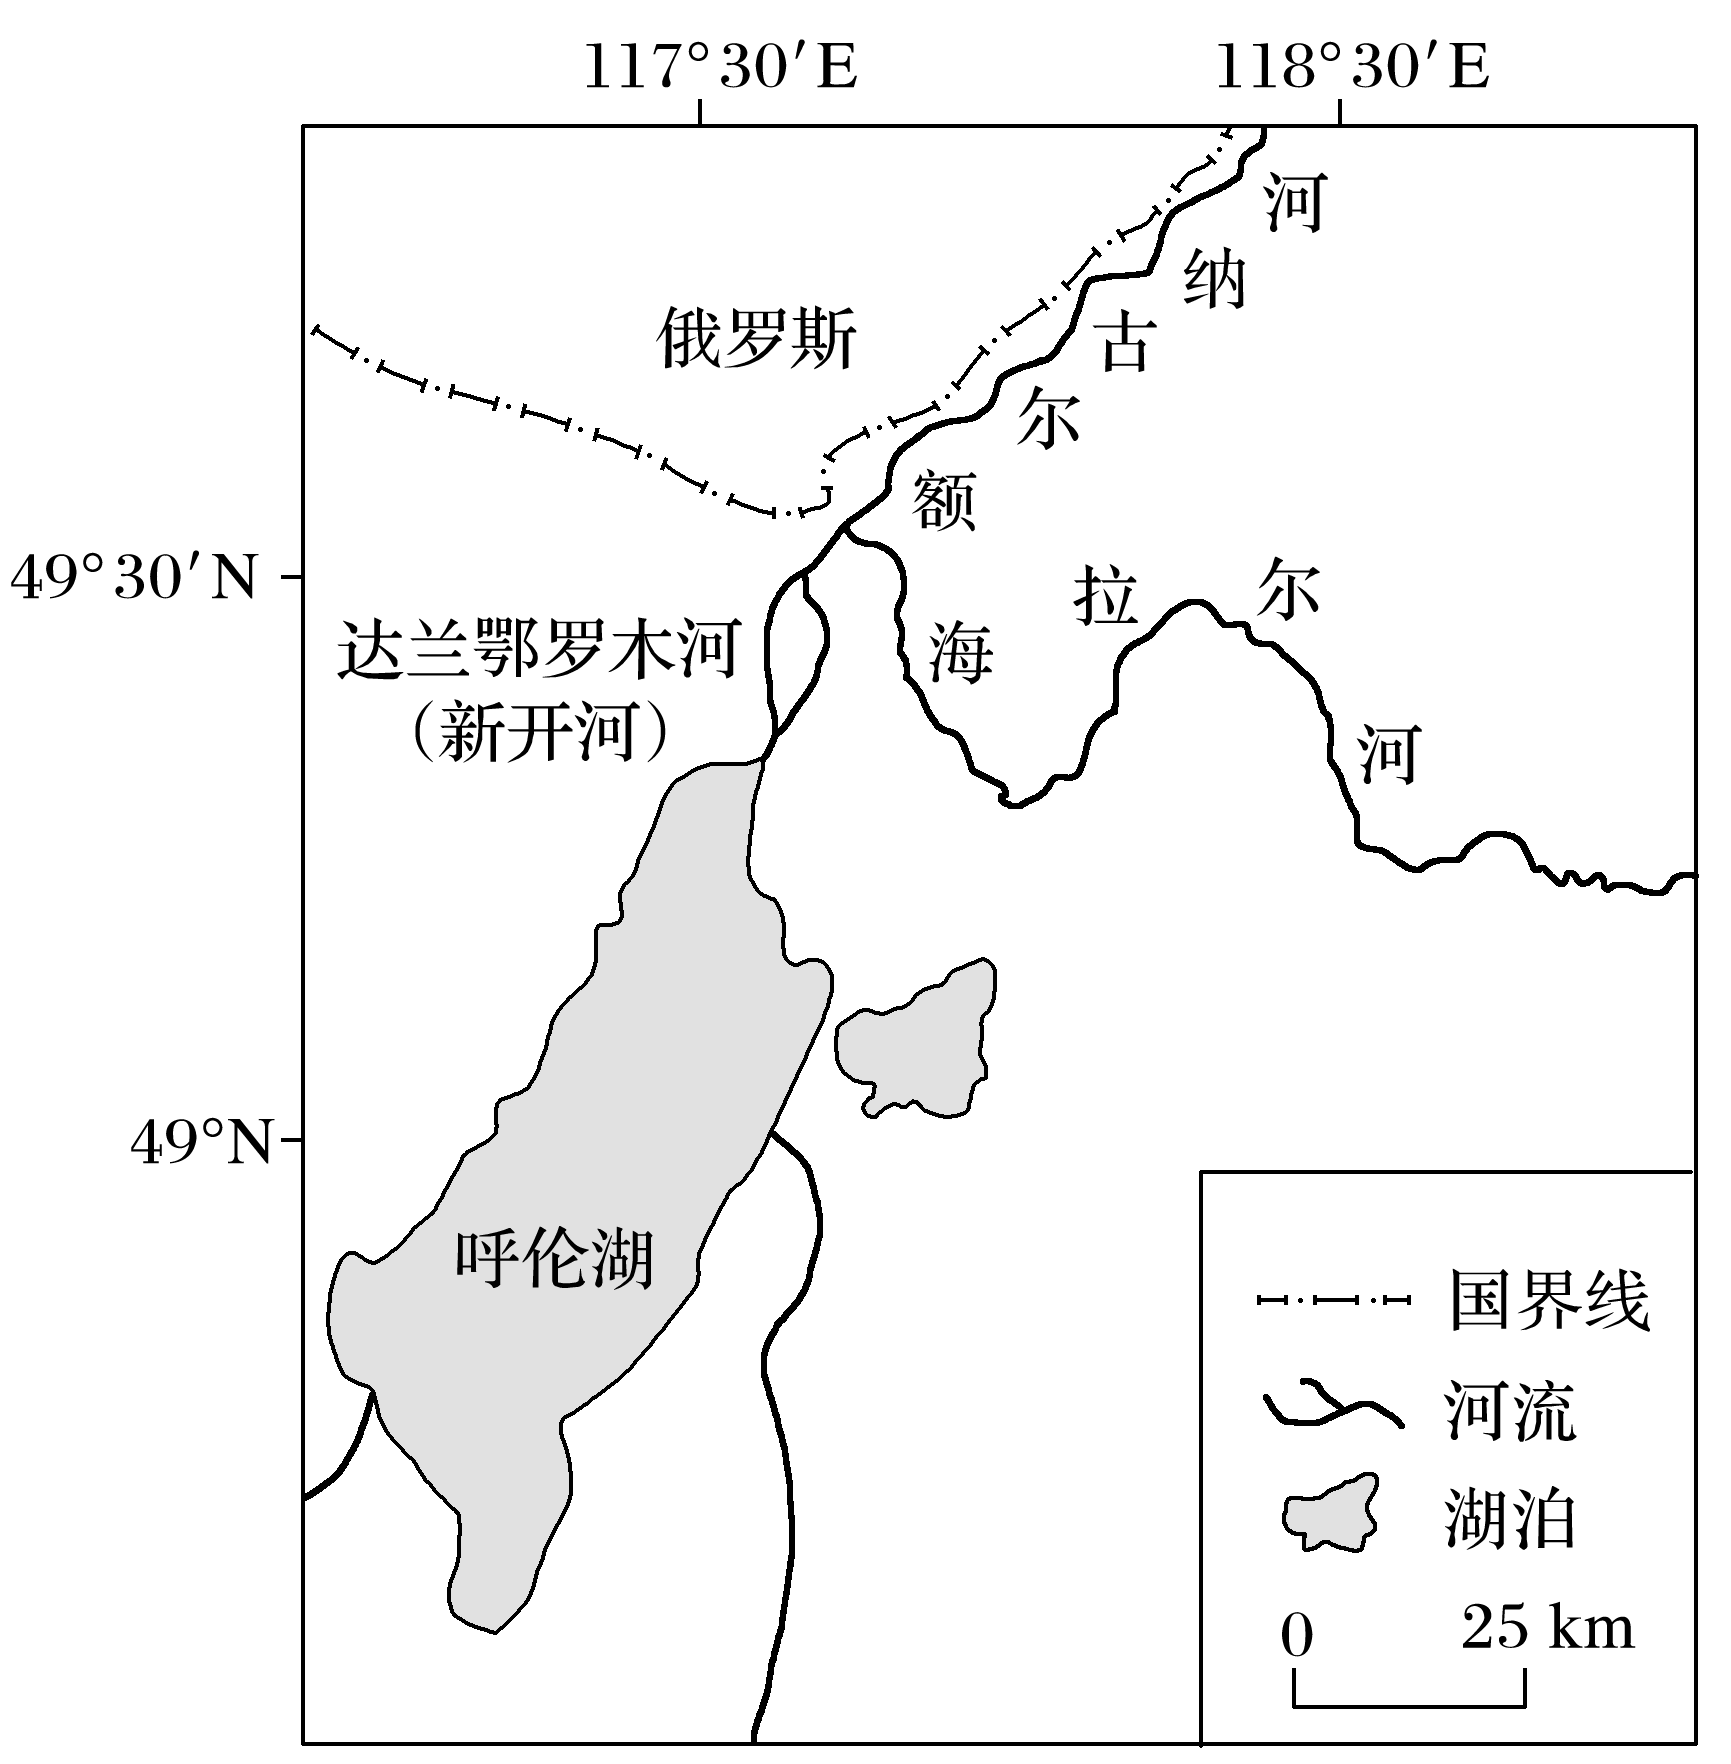 117°30′E
118°30′E
俄罗斯
额尔古纳河
49°30′N
达兰鄂罗木河
（新开河）
海拉尔河
49°N
呼伦湖
国界线
河流
湖泊
0 25 km